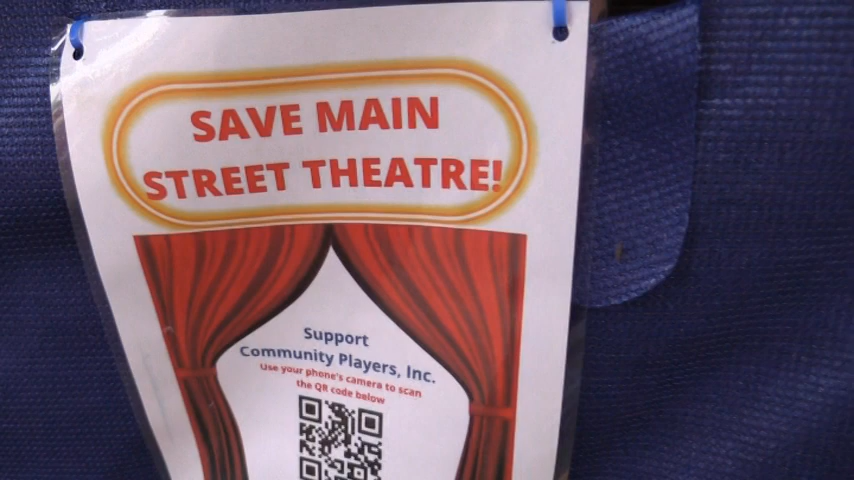 SAVE MAIN
STREET THEATRE!
Support
Community Players, Inc.
Use your phone's camera to scan
the QR code below